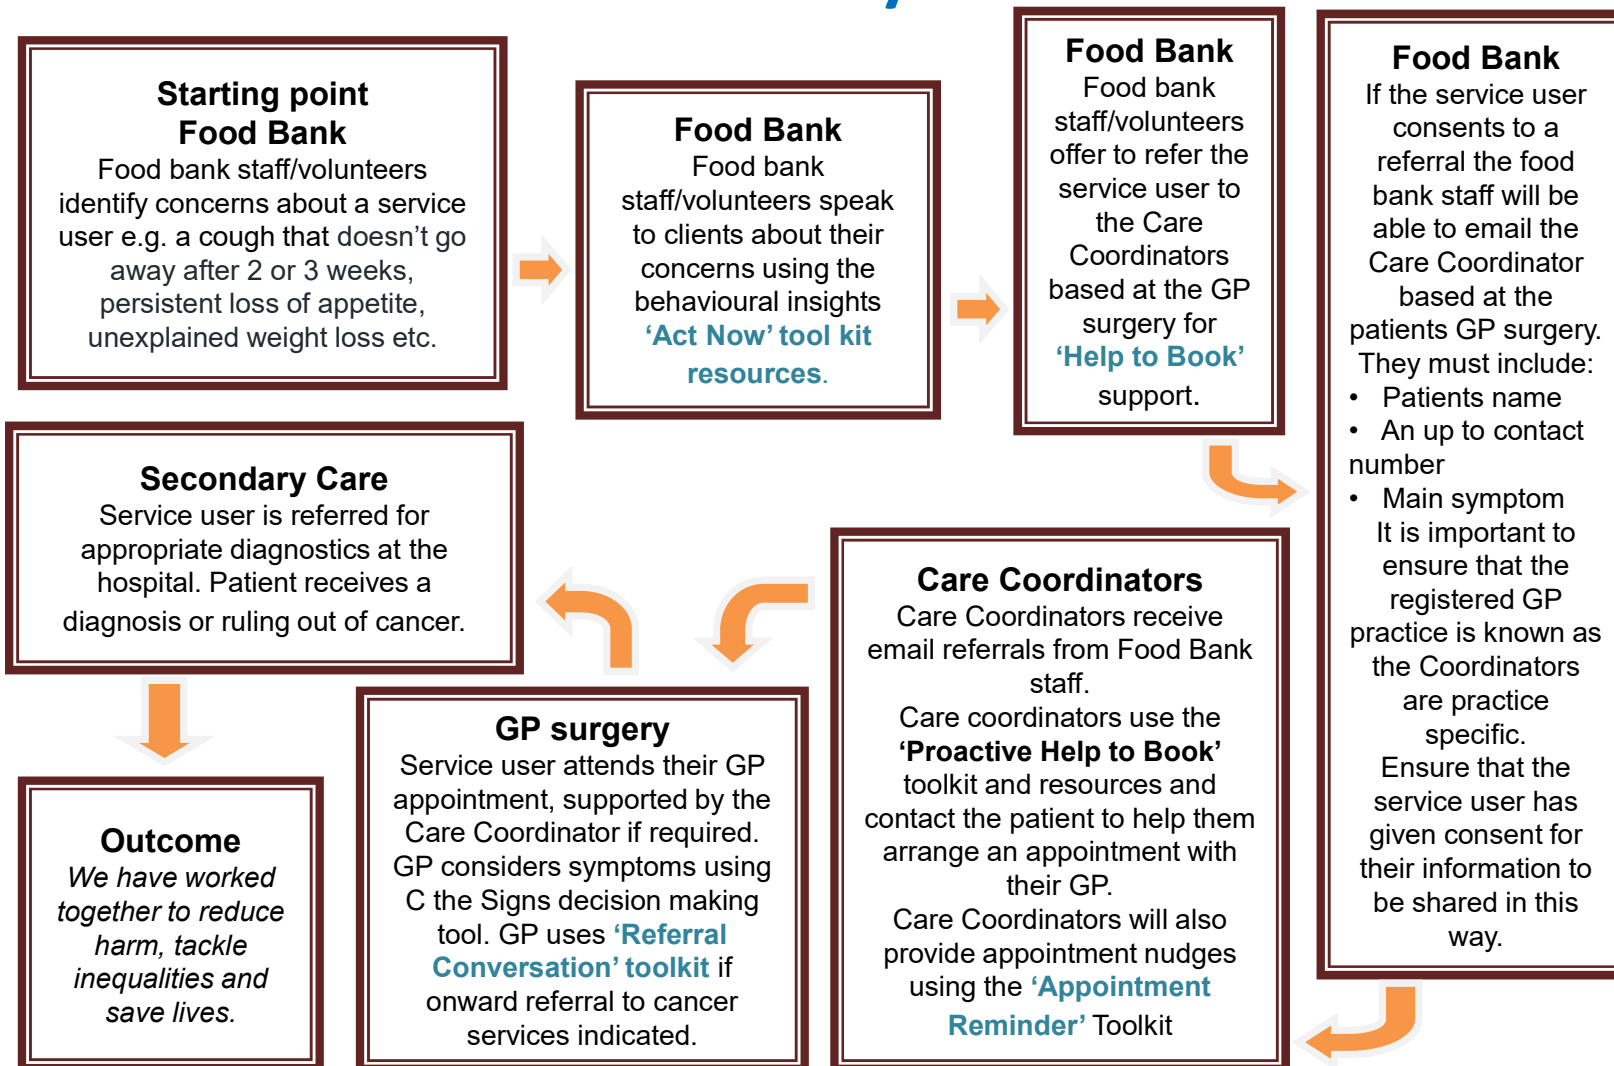 Starting point
Food Bank
Food bank staff/volunteers
identify concerns about a service
user e.g. a cough that doesn’t go
away after 2 or 3 weeks,
persistent loss of appetite,
unexplained weight loss etc.
Food Bank
Food bank
staff/volunteers speak
to clients about their
concerns using the
behavioural insights
‘Act Now’ tool kit
resources.
Food Bank
Food bank
staff/volunteers
offer to refer the
service user to
the Care
Coordinators
based at the GP
surgery for
‘Help to Book’
support.
Food Bank
If the service user
consents to a
referral the food
bank staff will be
able to email the
Care Coordinator
based at the
patients GP surgery.
They must include:
• Patients name
• An up to contact
number
• Main symptom
It is important to
ensure that the
registered GP
practice is known as
the Coordinators
are practice
specific.
Ensure that the
service user has
given consent for
their information to
be shared in this
way.
Care Coordinators
Care Coordinators receive
email referrals from Food Bank
staff.
Care coordinators use the
‘Proactive Help to Book’
toolkit and resources and
contact the patient to help them
arrange an appointment with
their GP.
Care Coordinators will also
provide appointment nudges
using the ‘Appointment
Reminder’ Toolkit
GP surgery
Service user attends their GP
appointment, supported by the
Care Coordinator if required.
GP considers symptoms using
C the Signs decision making
tool. GP uses ‘Referral
Conversation’ toolkit if
onward referral to cancer
services indicated.
Secondary Care
Service user is referred for
appropriate diagnostics at the
hospital. Patient receives a
diagnosis or ruling out of cancer.
Outcome
We have worked
together to reduce
harm, tackle
inequalities and
save lives.